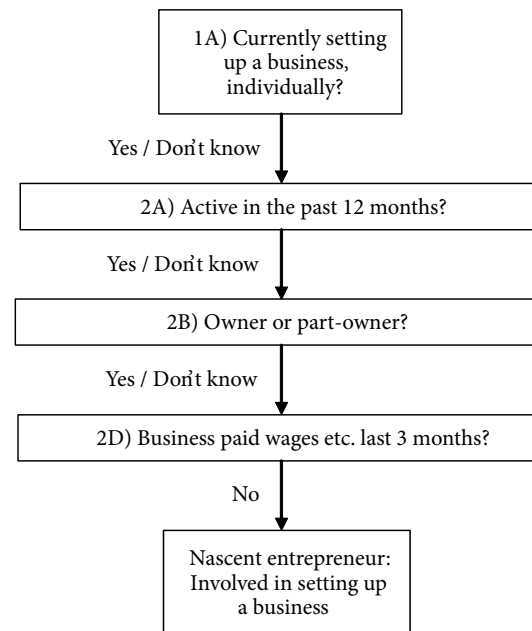 1A) Currently setting
up a business,
individually?
Yes / Don't know
2A) Active in the past 12 months?
Yes / Don't know
2B) Owner or part-owner?
Yes / Don't know
2D) Business paid wages etc. last 3 months?
No
Nascent entrepreneur:
Involved in setting up
a business